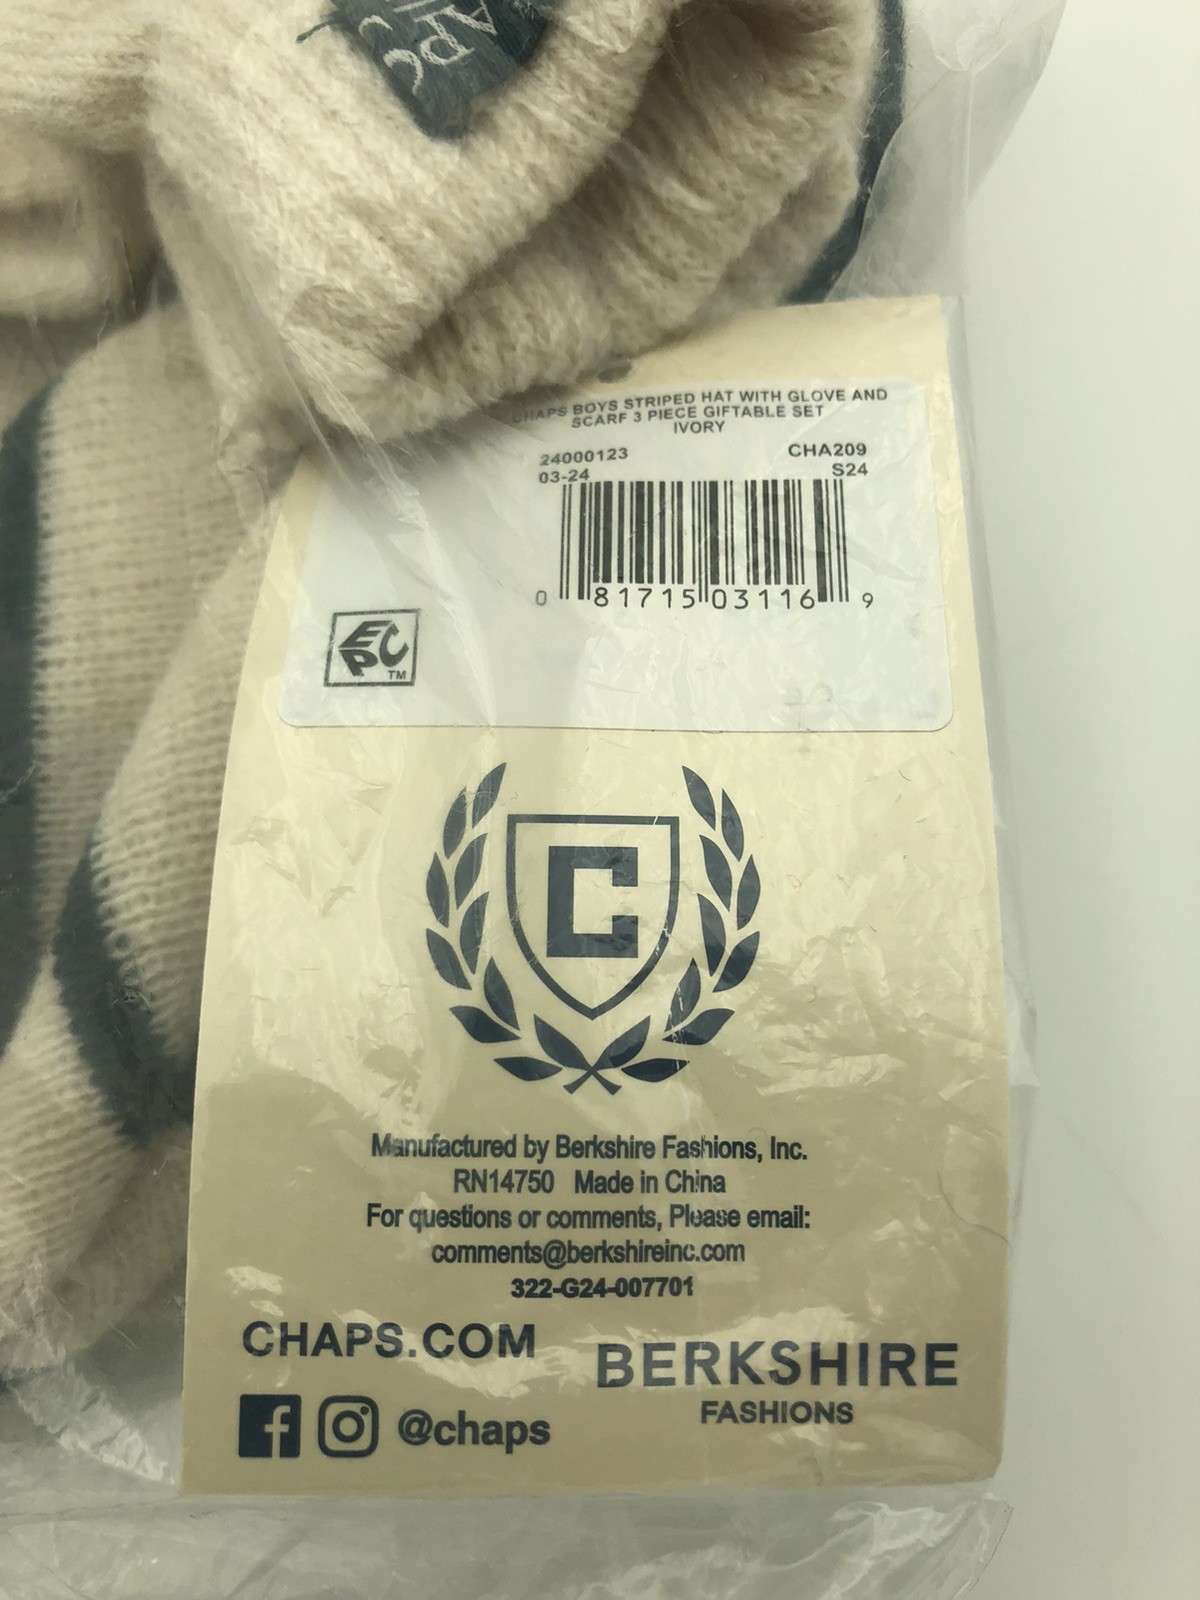 CHAPS BOYS STRIPED HAT WITH GLOVE AND
SCARF 3 PIECE GIFTABLE SET
IVORY
24000123 CHA209
03-24 S24
0 81715 03116 9
EPC TM
C
Manufactured by Berkshire Fashions, Inc.
RN14750 Made in China
For questions or comments, Please email:
comments@berkshireinc.com
322-G24-007701
CHAPS.COM
BERKSHIRE
FASHIONS
@chaps